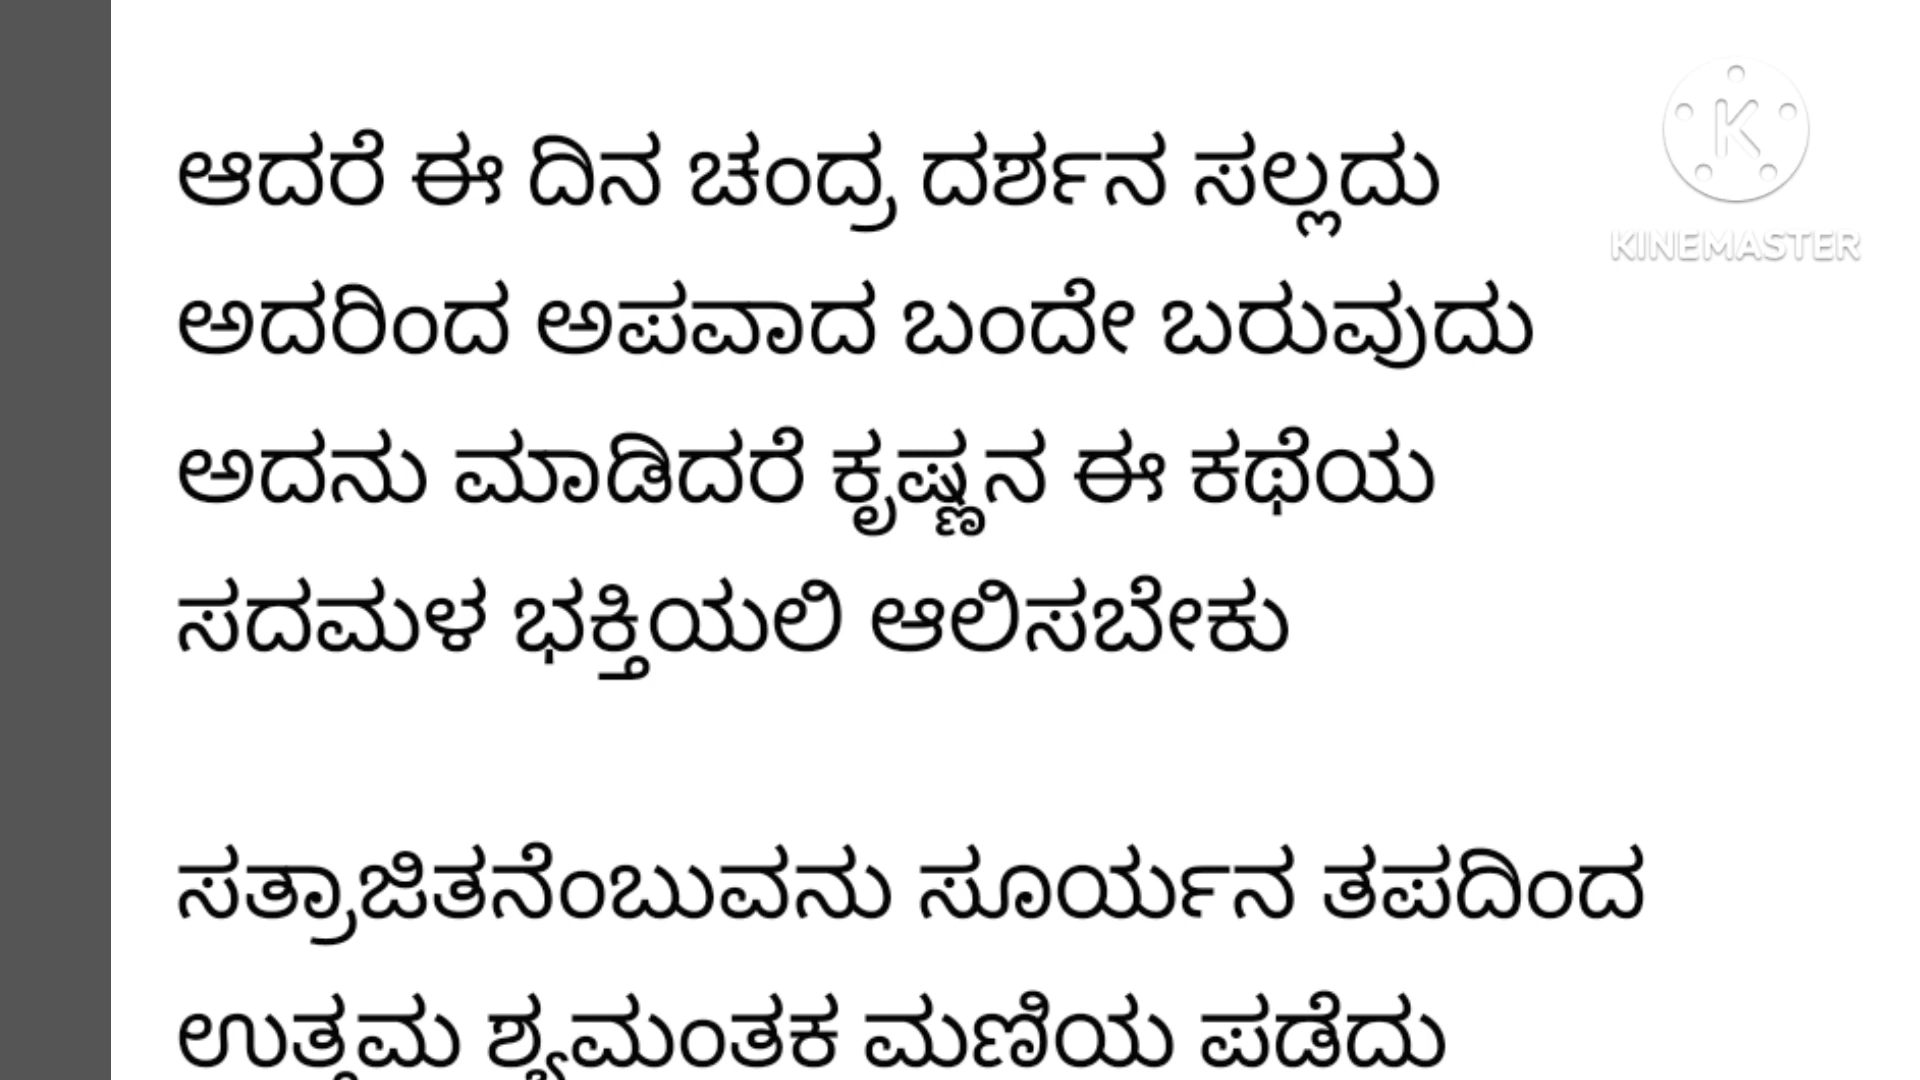 ಆದರೆ ಈ ದಿನ ಚಂದ್ರ ದರ್ಶನ ಸಲ್ಲದು
ಅದರಿಂದ ಅಪವಾದ ಬಂದೇ ಬರುವುದು
ಅದನು ಮಾಡಿದರೆ ಕೃಷ್ಣನ ಈ ಕಥೆಯ
ಸದಮಳ ಭಕ್ತಿಯಲಿ ಆಲಿಸಬೇಕು
ಸತ್ರಾಜಿತನೆಂಬುವನು ಸೂರ್ಯನ ತಪದಿಂದ
ಉತ್ತಮ ಶ್ಯಮಂತಕ ಮಣಿಯ ಪಡೆದು
K
KINEMASTER